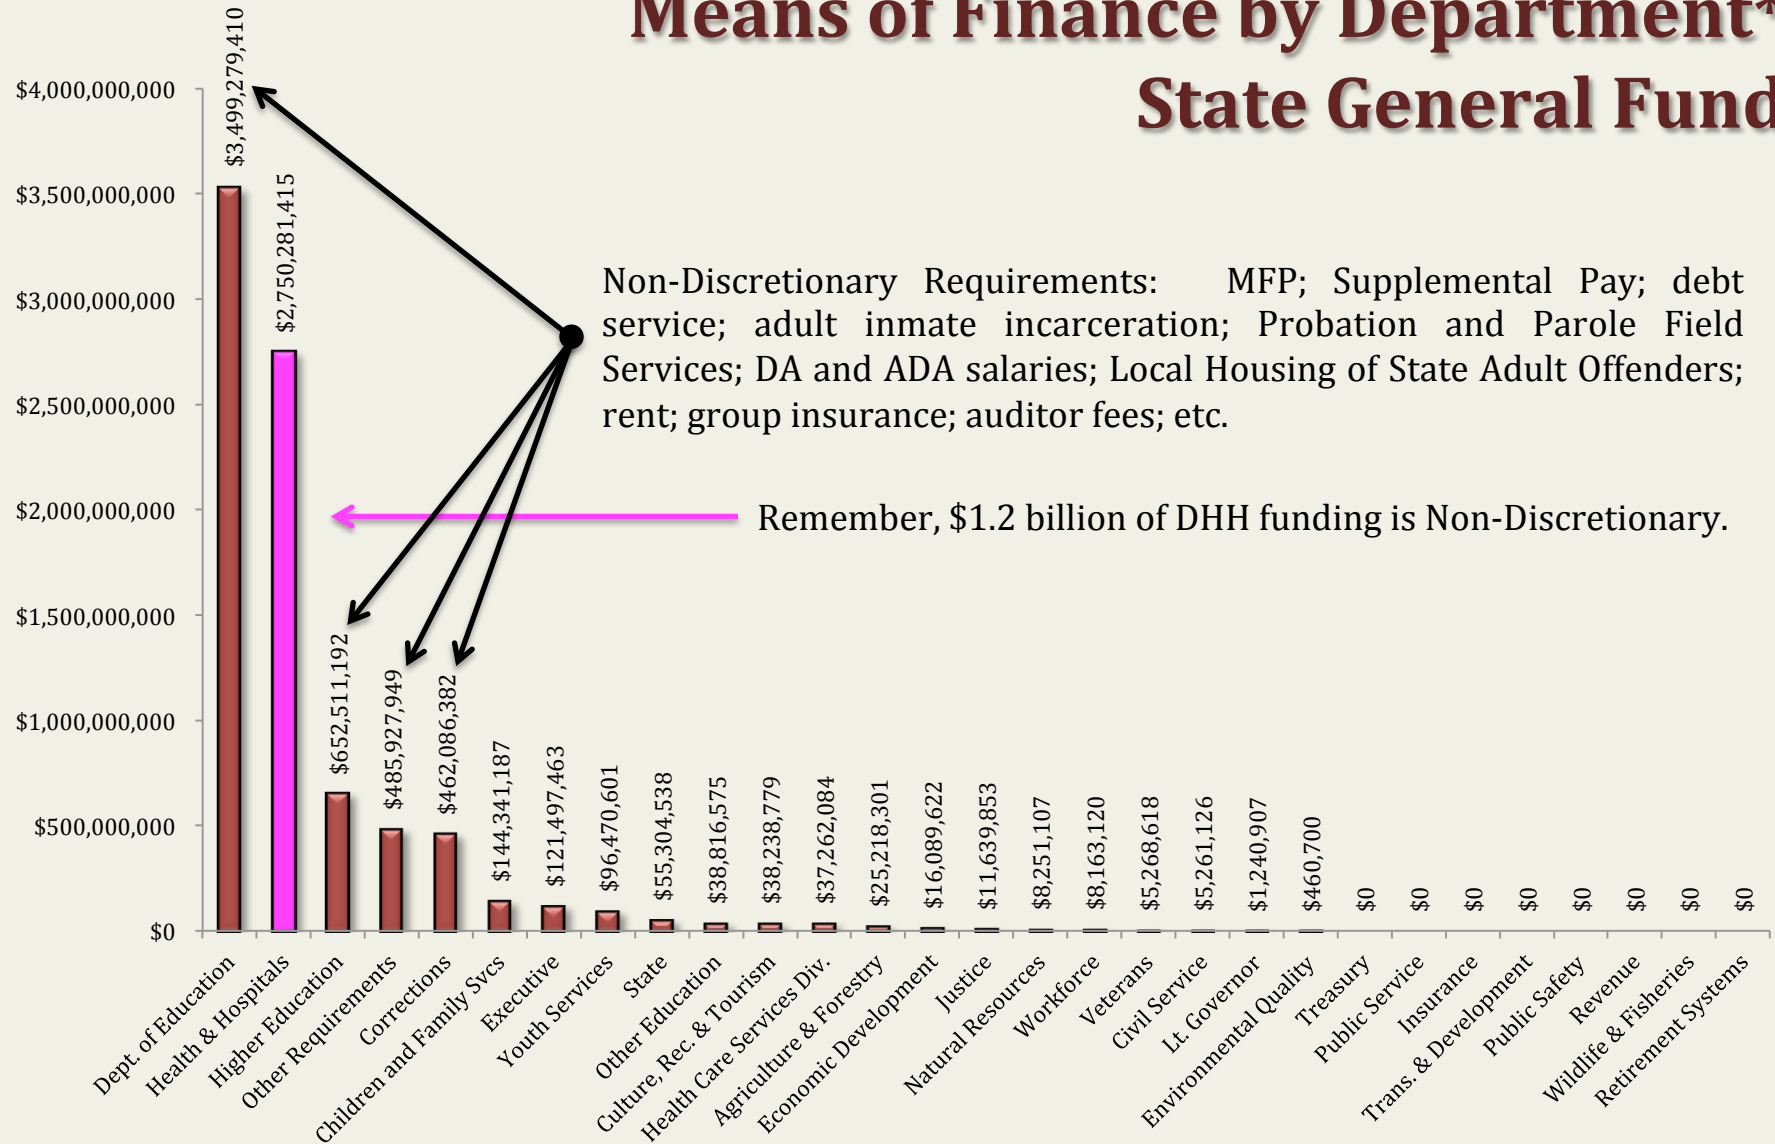 Means of Finance by Department*
State General Fund
$4,000,000,000
$3,500,000,000
$3,000,000,000
$2,500,000,000
$2,000,000,000
$1,500,000,000
$1,000,000,000
$500,000,000
$0
$3,499,279,410
$2,750,281,415
$652,511,192
$485,927,949
$462,086,382
$144,341,187
$121,497,463
$96,470,601
$55,304,538
$38,816,575
$38,238,779
$37,262,084
$25,218,301
$16,089,622
$11,639,853
$8,251,107
$8,163,120
$5,268,618
$5,261,126
$1,240,907
$460,700
$0
$0
$0
$0
$0
$0
$0
$0
Non-Discretionary Requirements: MFP; Supplemental Pay; debt
service; adult inmate incarceration; Probation and Parole Field
Services; DA and ADA salaries; Local Housing of State Adult Offenders;
rent; group insurance; auditor fees; etc.
Remember, $1.2 billion of DHH funding is Non-Discretionary.
Dept. of Education
Health & Hospitals
Higher Education
Other Requirements
Corrections
Children and Family Svcs
Executive
Youth Services
State
Other Education
Culture, Rec. & Tourism
Health Care Services Div.
Agriculture & Forestry
Economic Development
Justice
Natural Resources
Workforce
Veterans
Civil Service
Lt. Governor
Environmental Quality
Treasury
Public Service
Insurance
Trans. & Development
Public Safety
Revenue
Wildlife & Fisheries
Retirement Systems